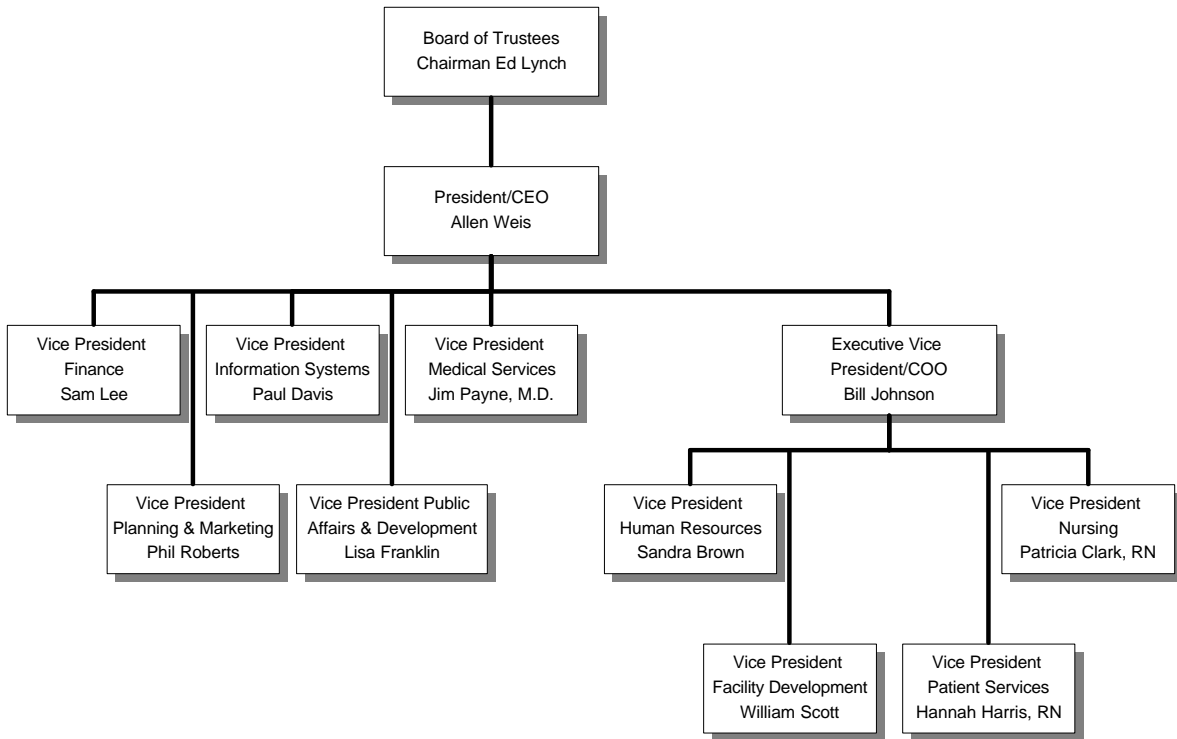 Board of Trustees
Chairman Ed Lynch
President/CEO
Allen Weis
Vice President
Finance
Sam Lee
Vice President
Information Systems
Paul Davis
Vice President
Medical Services
Jim Payne, M.D.
Executive Vice
President/COO
Bill Johnson
Vice President
Planning & Marketing
Phil Roberts
Vice President Public
Affairs & Development
Lisa Franklin
Vice President
Human Resources
Sandra Brown
Vice President
Nursing
Patricia Clark, RN
Vice President
Facility Development
William Scott
Vice President
Patient Services
Hannah Harris, RN